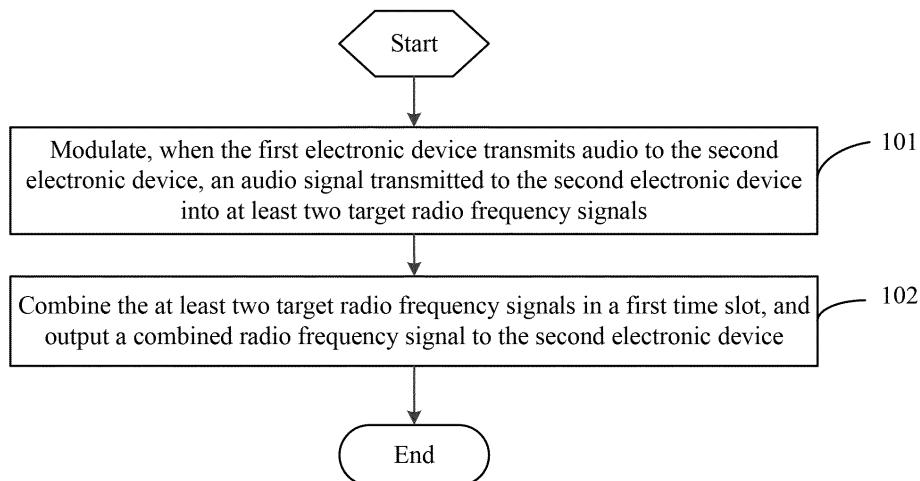 Start
Modulate, when the first electronic device transmits audio to the second
electronic device, an audio signal transmitted to the second electronic device
into at least two target radio frequency signals
101
Combine the at least two target radio frequency signals in a first time slot, and
output a combined radio frequency signal to the second electronic device
102
End